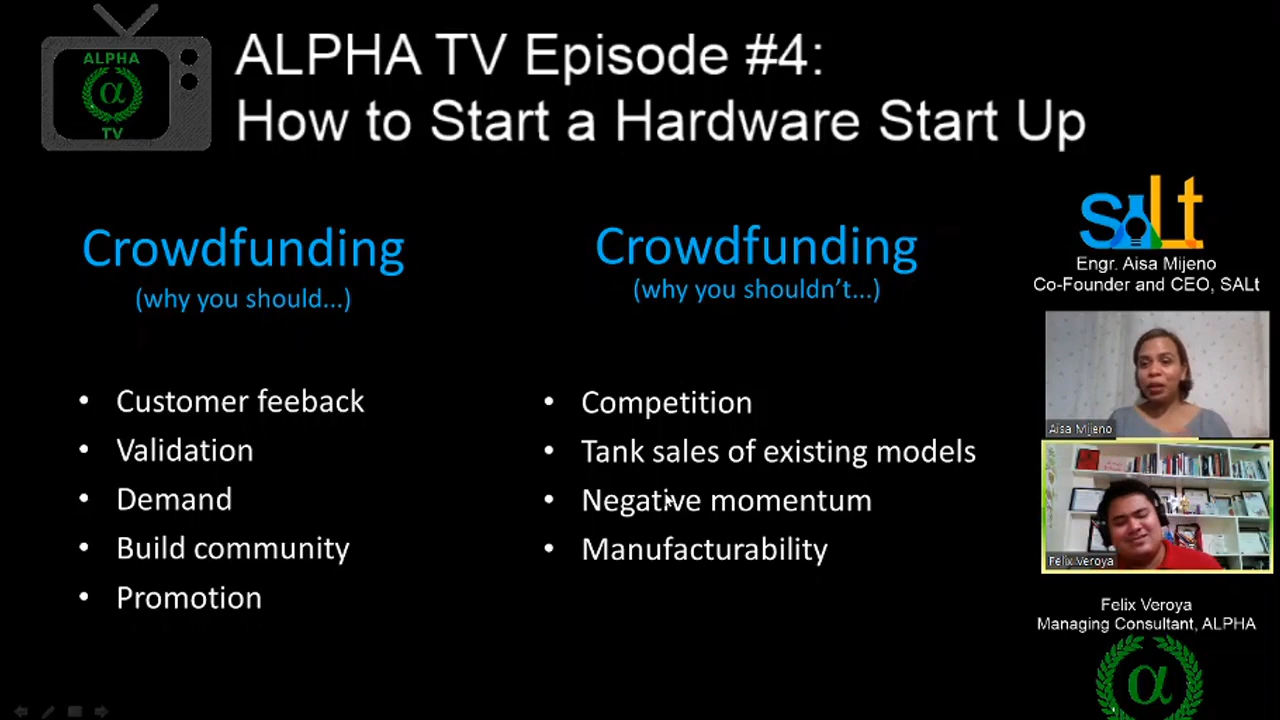 ALPHA
α
TV
ALPHA TV Episode #4:
How to Start a Hardware Start Up
Crowdfunding
(why you should...)
• Customer feeback
• Validation
• Demand
• Build community
• Promotion
Crowdfunding
(why you shouldn’t...)
• Competition
• Tank sales of existing models
• Negative momentum
• Manufacturability
SALt
Engr. Aisa Mijeno
Co-Founder and CEO, SALt
Aisa Mijeno
Felix Veroya
Felix Veroya
Managing Consultant, ALPHA
α